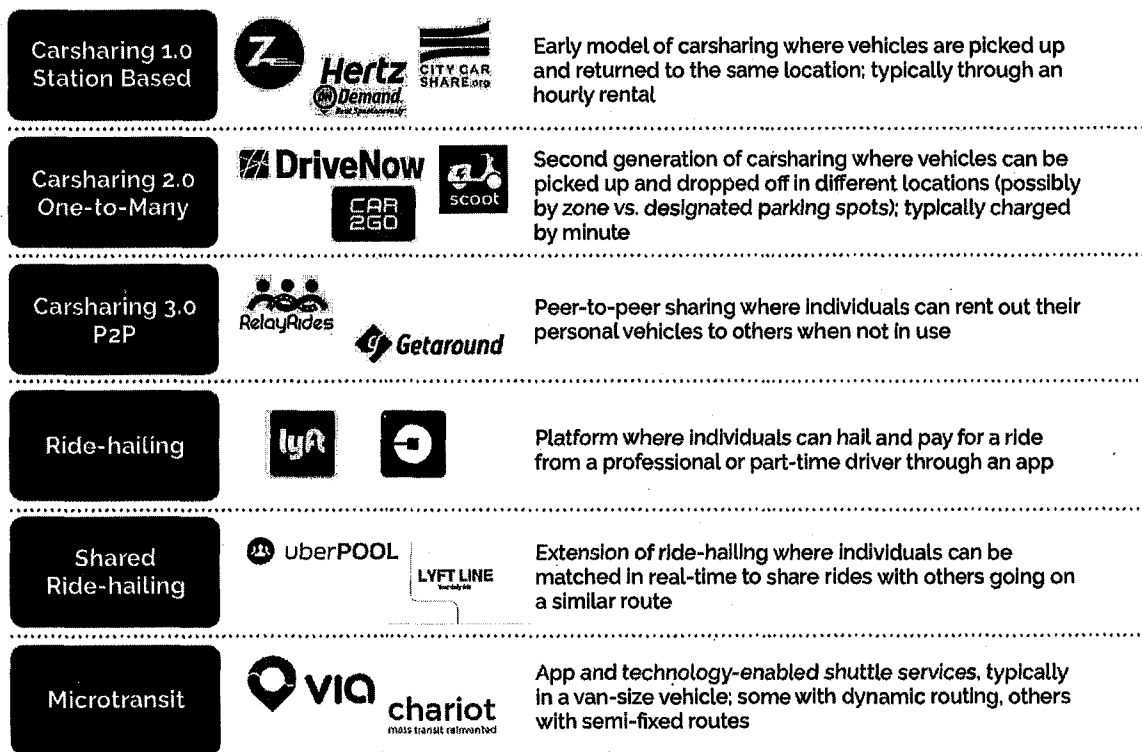 Carsharing 1.0
Station Based
Z
Hertz
On Demand.
CITY CAR
SHARE.org
Early model of carsharing where vehicles are picked up
and returned to the same location; typically through an
hourly rental
Carsharing 2.0
One-to-Many
DriveNow
CAR
2GO
scoot
Second generation of carsharing where vehicles can be
picked up and dropped off in different locations (possibly
by zone vs. designated parking spots); typically charged
by minute
Carsharing 3.0
P2P
RelayRides
Getaround
Peer-to-peer sharing where individuals can rent out their
personal vehicles to others when not in use
Ride-hailing
lyft
Platform where individuals can hail and pay for a ride
from a professional or part-time driver through an app
Shared
Ride-hailing
uberPOOL
LYFT LINE
Your daily ride
Extension of ride-hailing where individuals can be
matched in real-time to share rides with others going on
a similar route
Microtransit
via
chariot
mass transit reinvented
App and technology-enabled shuttle services, typically
in a van-size vehicle; some with dynamic routing, others
with semi-fixed routes